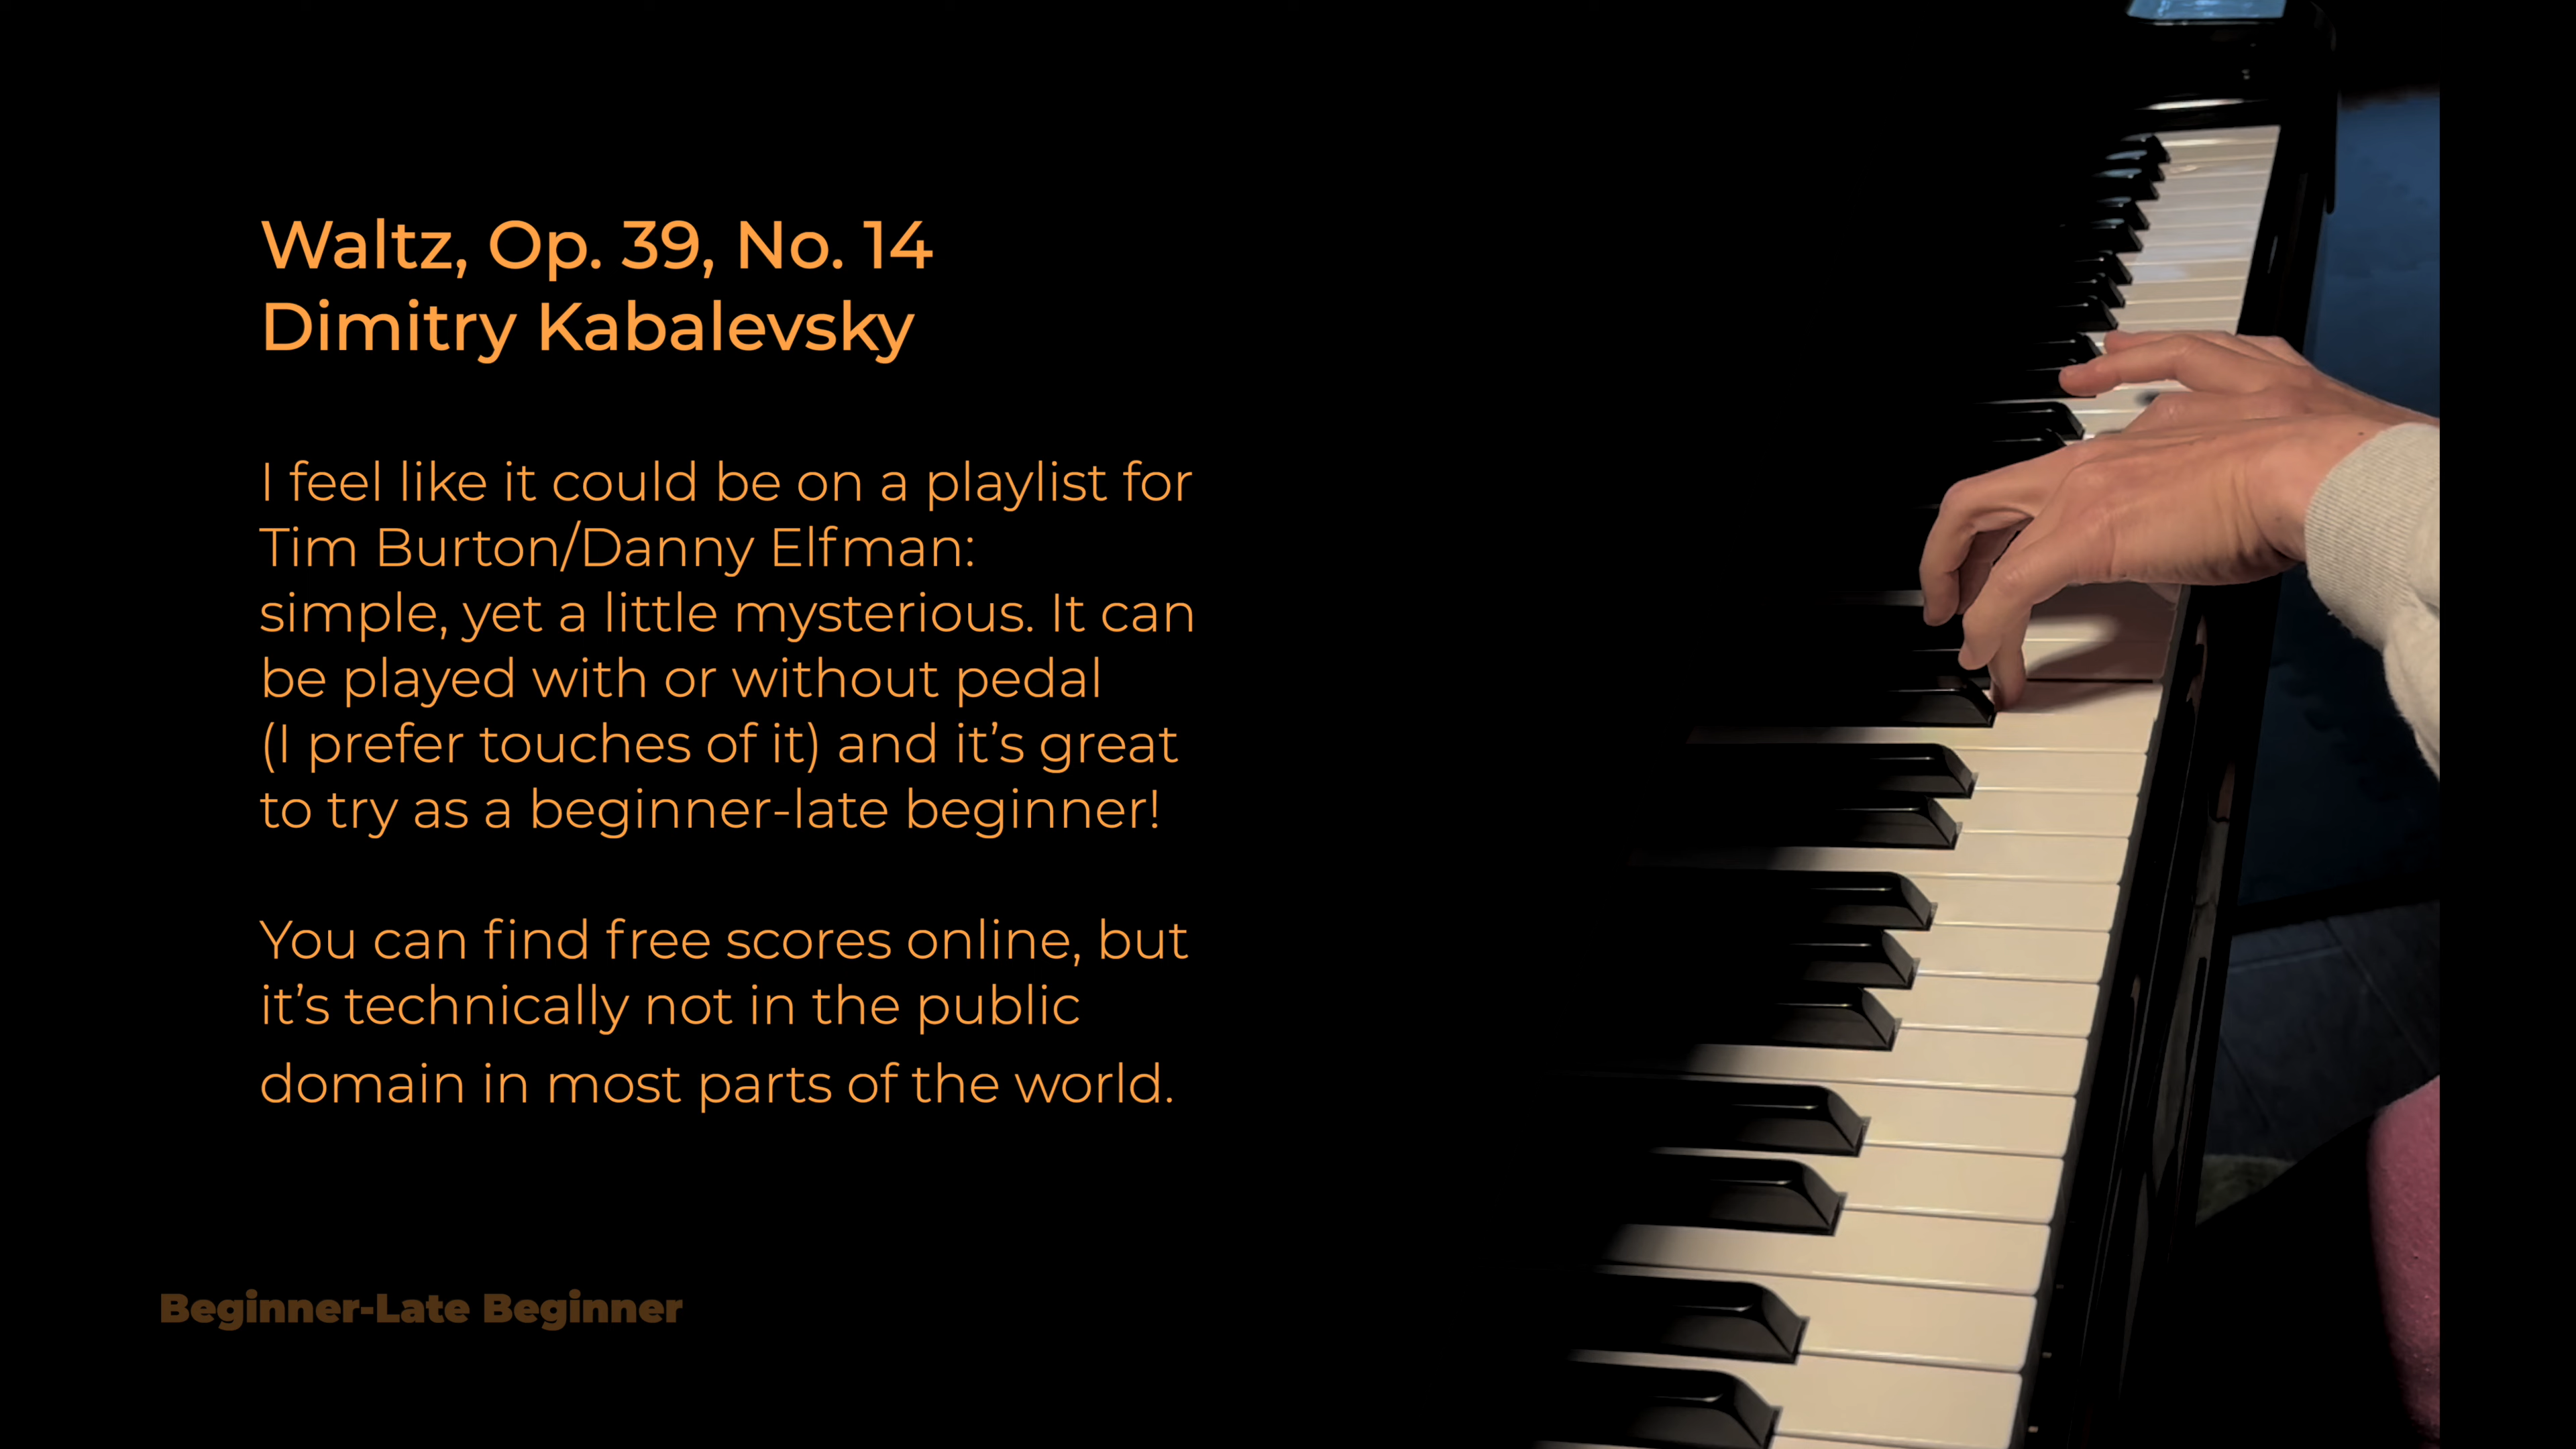 Waltz, Op. 39, No. 14
Dimitry Kabalevsky
I feel like it could be on a playlist for
Tim Burton/Danny Elfman:
simple, yet a little mysterious. It can
be played with or without pedal
(I prefer touches of it) and it’s great
to try as a beginner-late beginner!
You can find free scores online, but
it’s technically not in the public
domain in most parts of the world.
Beginner-Late Beginner